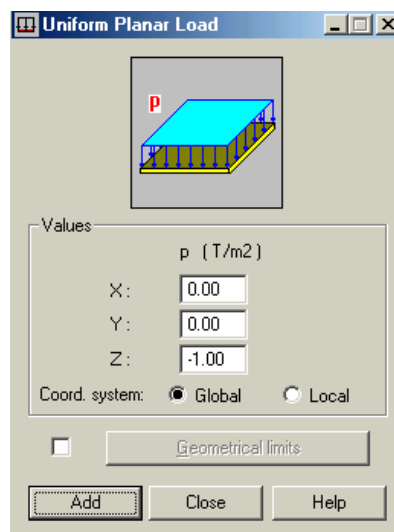 Uniform Planar Load
p
Values
p (T/m2)
X: 0.00
Y: 0.00
Z: -1.00
Coord. system: Global Local
Geometrical limits
Add Close Help